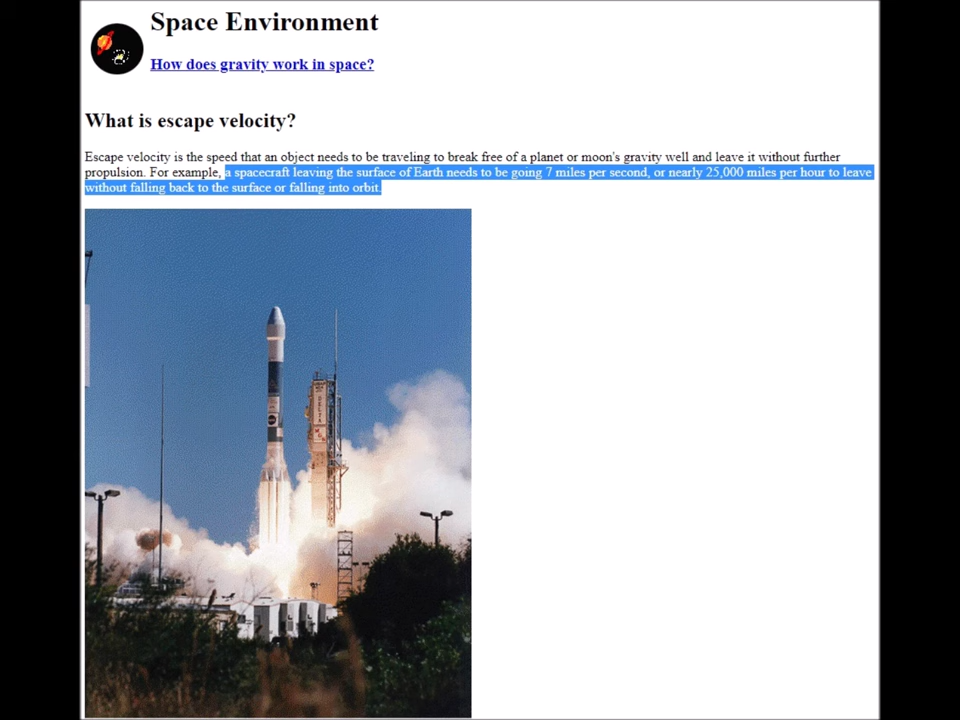 Space Environment
How does gravity work in space?
What is escape velocity?
Escape velocity is the speed that an object needs to be traveling to break free of a planet or moon's gravity well and leave it without further
propulsion. For example, a spacecraft leaving the surface of Earth needs to be going 7 miles per second, or nearly 25,000 miles per hour to leave
without falling back to the surface or falling into orbit.
DELTA